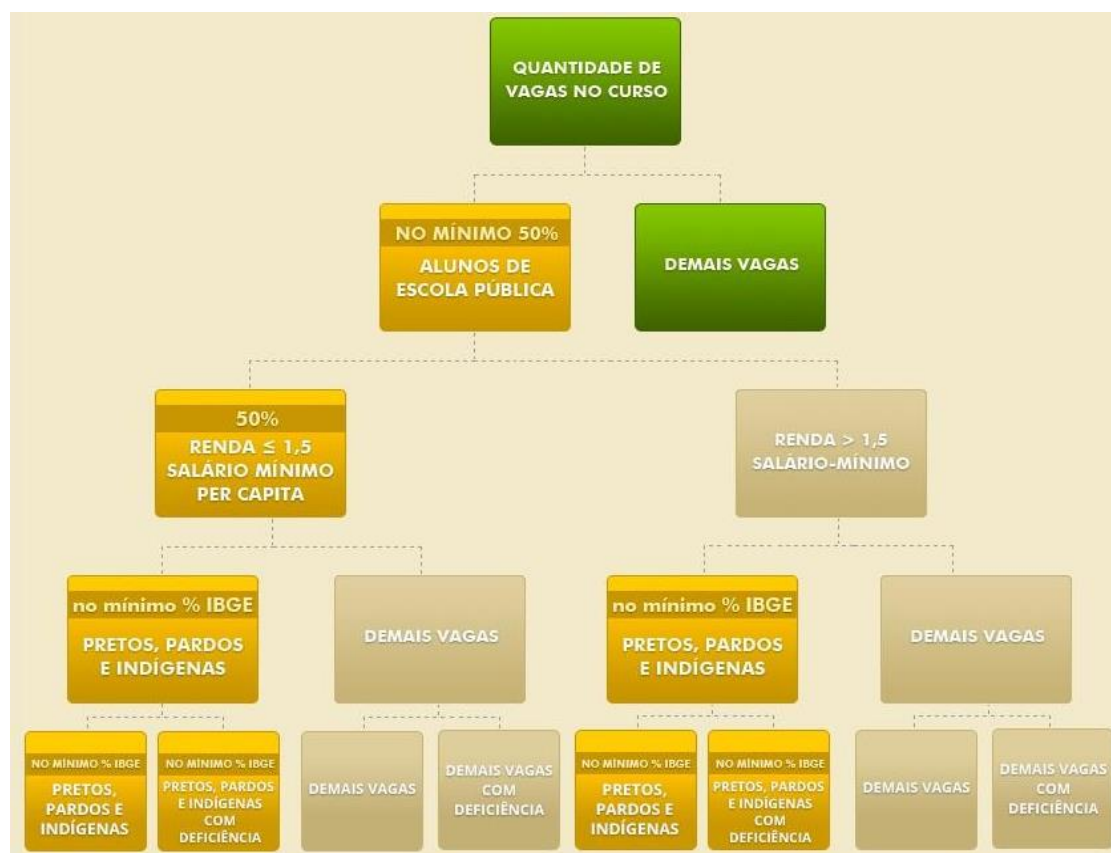 QUANTIDADE DE
VAGAS NO CURSO
NO MÍNIMO 50%
ALUNOS DE
ESCOLA PÚBLICA
DEMAIS VAGAS
50%
RENDA ≤ 1,5
SALÁRIO MÍNIMO
PER CAPITA
RENDA > 1,5
SALÁRIO-MÍNIMO
no mínimo % IBGE
PRETOS, PARDOS
E INDÍGENAS
DEMAIS VAGAS
no mínimo % IBGE
PRETOS, PARDOS
E INDÍGENAS
DEMAIS VAGAS
NO MÍNIMO % IBGE
PRETOS,
PARDOS E
INDÍGENAS
NO MÍNIMO % IBGE
PRETOS, PARDOS
E INDÍGENAS
COM
DEFICIÊNCIA
DEMAIS VAGAS
DEMAIS VAGAS
COM
DEFICIÊNCIA
NO MÍNIMO % IBGE
PRETOS,
PARDOS E
INDÍGENAS
NO MÍNIMO % IBGE
PRETOS, PARDOS
E INDÍGENAS
COM
DEFICIÊNCIA
DEMAIS VAGAS
DEMAIS VAGAS
COM
DEFICIÊNCIA